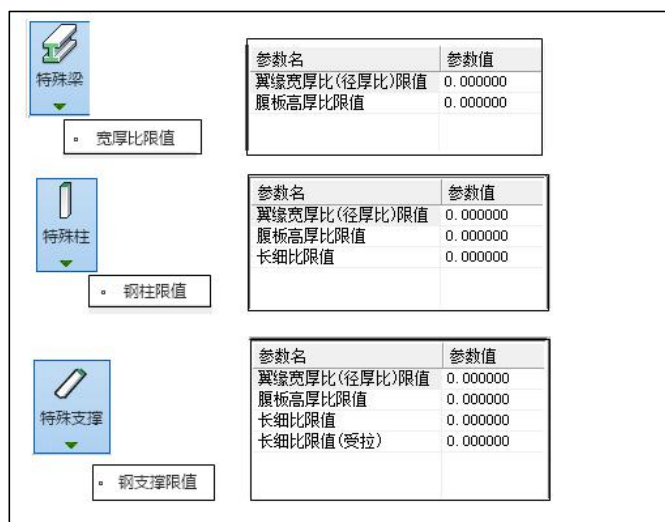 特殊梁
宽厚比限值
参数名 参数值
翼缘宽厚比(径厚比)限值 0.000000
腹板高厚比限值 0.000000
特殊柱
钢柱限值
参数名 参数值
翼缘宽厚比(径厚比)限值 0.000000
腹板高厚比限值 0.000000
长细比限值 0.000000
特殊支撑
钢支撑限值
参数名 参数值
翼缘宽厚比(径厚比)限值 0.000000
腹板高厚比限值 0.000000
长细比限值 0.000000
长细比限值(受拉) 0.000000